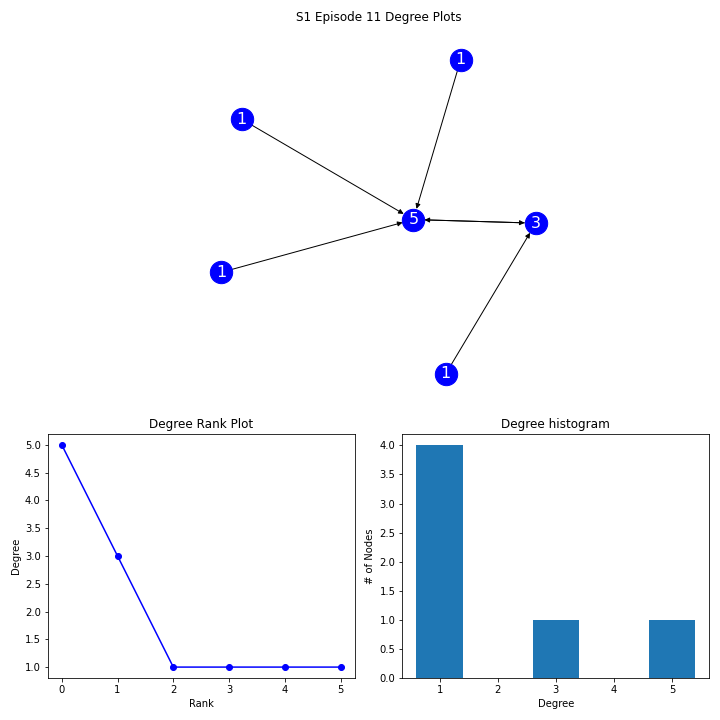 S1 Episode 11 Degree Plots
1
1
5
3
1
1
Degree Rank Plot
Degree histogram
5.0
4.5
4.0
3.5
3.0
2.5
2.0
1.5
1.0
Degree
0 1 2 3 4 5
Rank
4.0
3.5
3.0
2.5
2.0
1.5
1.0
0.5
0.0
# of Nodes
1 2 3 4 5
Degree